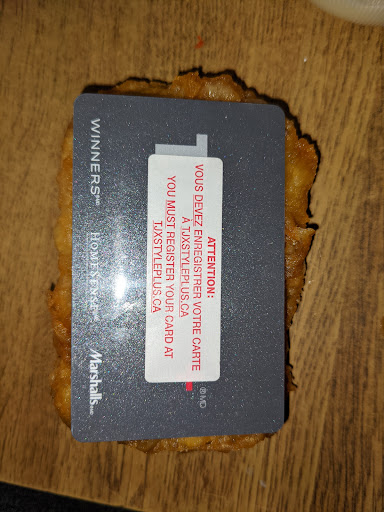 ATTENTION:
VOUS DEVEZ ENREGISTRER VOTRE CARTE
À TJXSTYLEPLUS.CA
YOU MUST REGISTER YOUR CARD AT
TJXSTYLEPLUS.CA
®MD
WINNERS
HOMESENSE
Marshalls